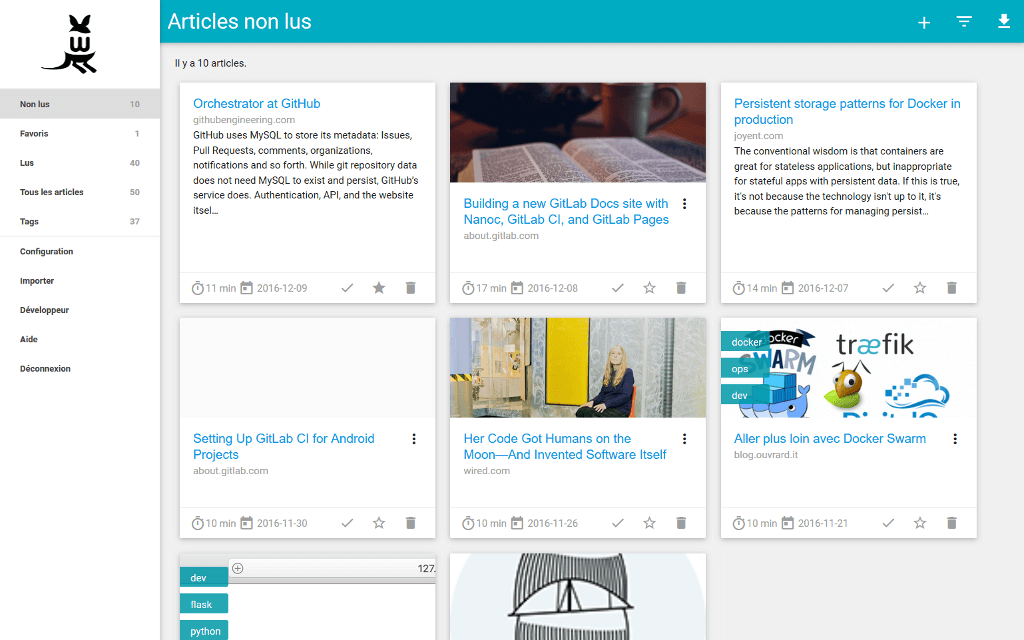 W
Articles non lus
Non lus 10
Favoris 1
Lus 40
Tous les articles 50
Tags 37
Configuration
Importer
Développeur
Aide
Déconnexion
Il y a 10 articles.
Orchestrator at GitHub
githubengineering.com
GitHub uses MySQL to store its metadata: Issues,
Pull Requests, comments, organizations,
notifications and so forth. While git repository data
does not need MySQL to exist and persist, GitHub's
service does. Authentication, API, and the website
itsel...
11 min 2016-12-09
Building a new GitLab Docs site with
Nanoc, GitLab CI, and GitLab Pages
about.gitlab.com
17 min 2016-12-08
Persistent storage patterns for Docker in
production
joyent.com
The conventional wisdom is that containers are
great for stateless applications, but inappropriate
for stateful apps with persistent data. If this is true,
it's not because the technology isn't up to it, it's
because the patterns for managing persist...
14 min 2016-12-07
Setting Up GitLab CI for Android
Projects
about.gitlab.com
10 min 2016-11-30
Her Code Got Humans on the
Moon—And Invented Software Itself
wired.com
10 min 2016-11-26
docker
ops
dev
docker
SWARM
træfik
Aller plus loin avec Docker Swarm
blog.ouvrard.it
10 min 2016-11-21
dev
flask
python
127.